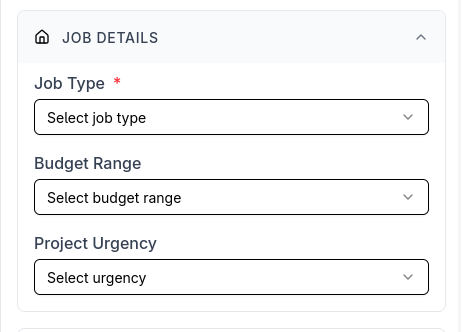 JOB DETAILS
Job Type *
Select job type
Budget Range
Select budget range
Project Urgency
Select urgency